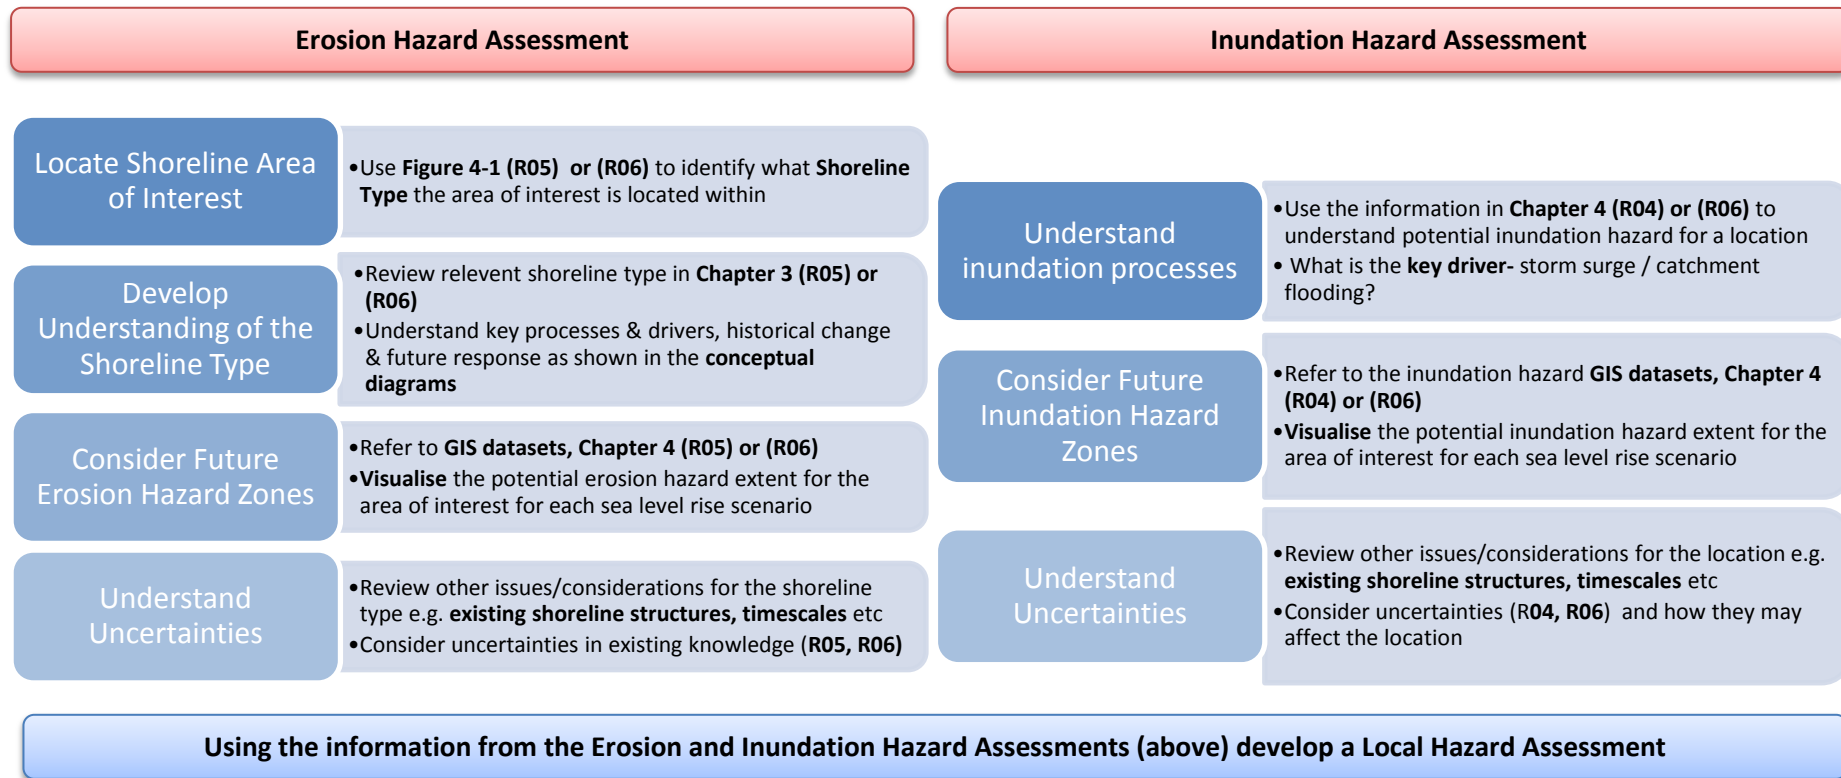 Erosion Hazard Assessment
Locate Shoreline Area
of Interest
•Use Figure 4-1 (R05) or (R06) to identify what Shoreline
Type the area of interest is located within
Develop
Understanding of the
Shoreline Type
•Review relevent shoreline type in Chapter 3 (R05) or
(R06)
•Understand key processes & drivers, historical change
& future response as shown in the conceptual
diagrams
Consider Future
Erosion Hazard Zones
•Refer to GIS datasets, Chapter 4 (R05) or (R06)
•Visualise the potential erosion hazard extent for the
area of interest for each sea level rise scenario
Understand
Uncertainties
•Review other issues/considerations for the shoreline
type e.g. existing shoreline structures, timescales etc
•Consider uncertainties in existing knowledge (R05, R06)
Inundation Hazard Assessment
Understand
inundation processes
•Use the information in Chapter 4 (R04) or (R06) to
understand potential inundation hazard for a location
• What is the key driver- storm surge / catchment
flooding?
Consider Future
Inundation Hazard
Zones
•Refer to the inundation hazard GIS datasets, Chapter 4
(R04) or (R06)
•Visualise the potential inundation hazard extent for the
area of interest for each sea level rise scenario
Understand
Uncertainties
•Review other issues/considerations for the location e.g.
existing shoreline structures, timescales etc
•Consider uncertainties (R04, R06) and how they may
affect the location
Using the information from the Erosion and Inundation Hazard Assessments (above) develop a Local Hazard Assessment